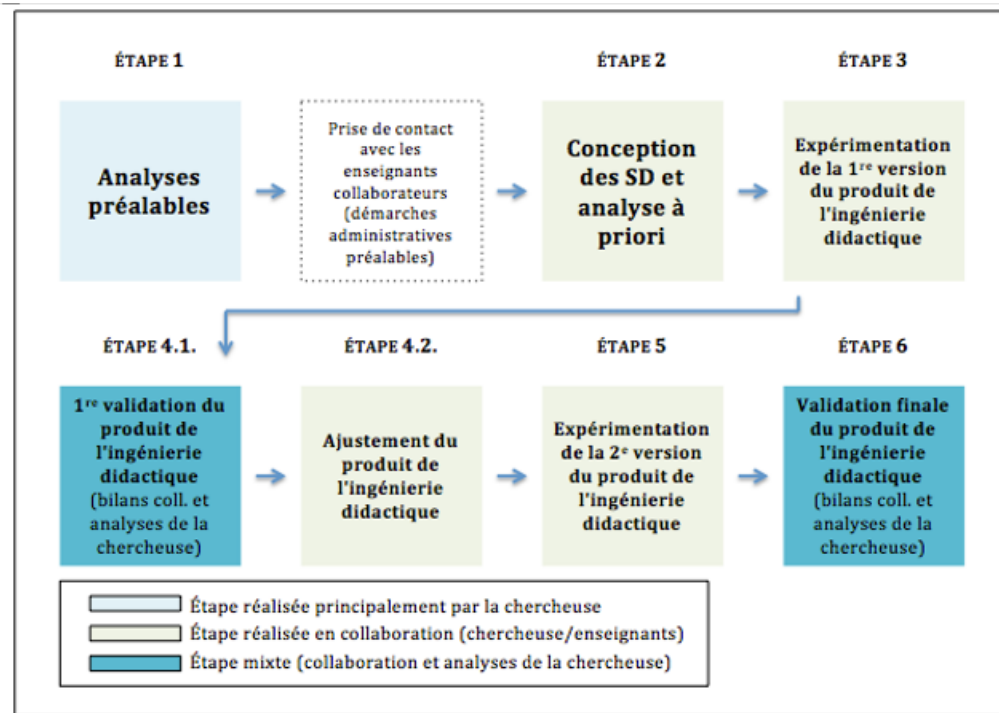 ÉTAPE 1
ÉTAPE 2
ÉTAPE 3
Analyses
préalables
Prise de contact
avec les
enseignants
collaborateurs
(démarches
administratives
préalables)
Conception
des SD et
analyse à
priori
Expérimentation
de la 1re version
du produit de
l'ingénierie
didactique
ÉTAPE 4.1.
ÉTAPE 4.2.
ÉTAPE 5
ÉTAPE 6
1re validation du
produit de
l'ingénierie
didactique
(bilans coll. et
analyses de la
chercheuse)
Ajustement du
produit de
l'ingénierie
didactique
Expérimentation
de la 2e version
du produit de
l'ingénierie
didactique
Validation finale
du produit de
l'ingénierie
didactique
(bilans coll. et
analyses de la
chercheuse)
Étape réalisée principalement par la chercheuse
Étape réalisée en collaboration (chercheuse/enseignants)
Étape mixte (collaboration et analyses de la chercheuse)